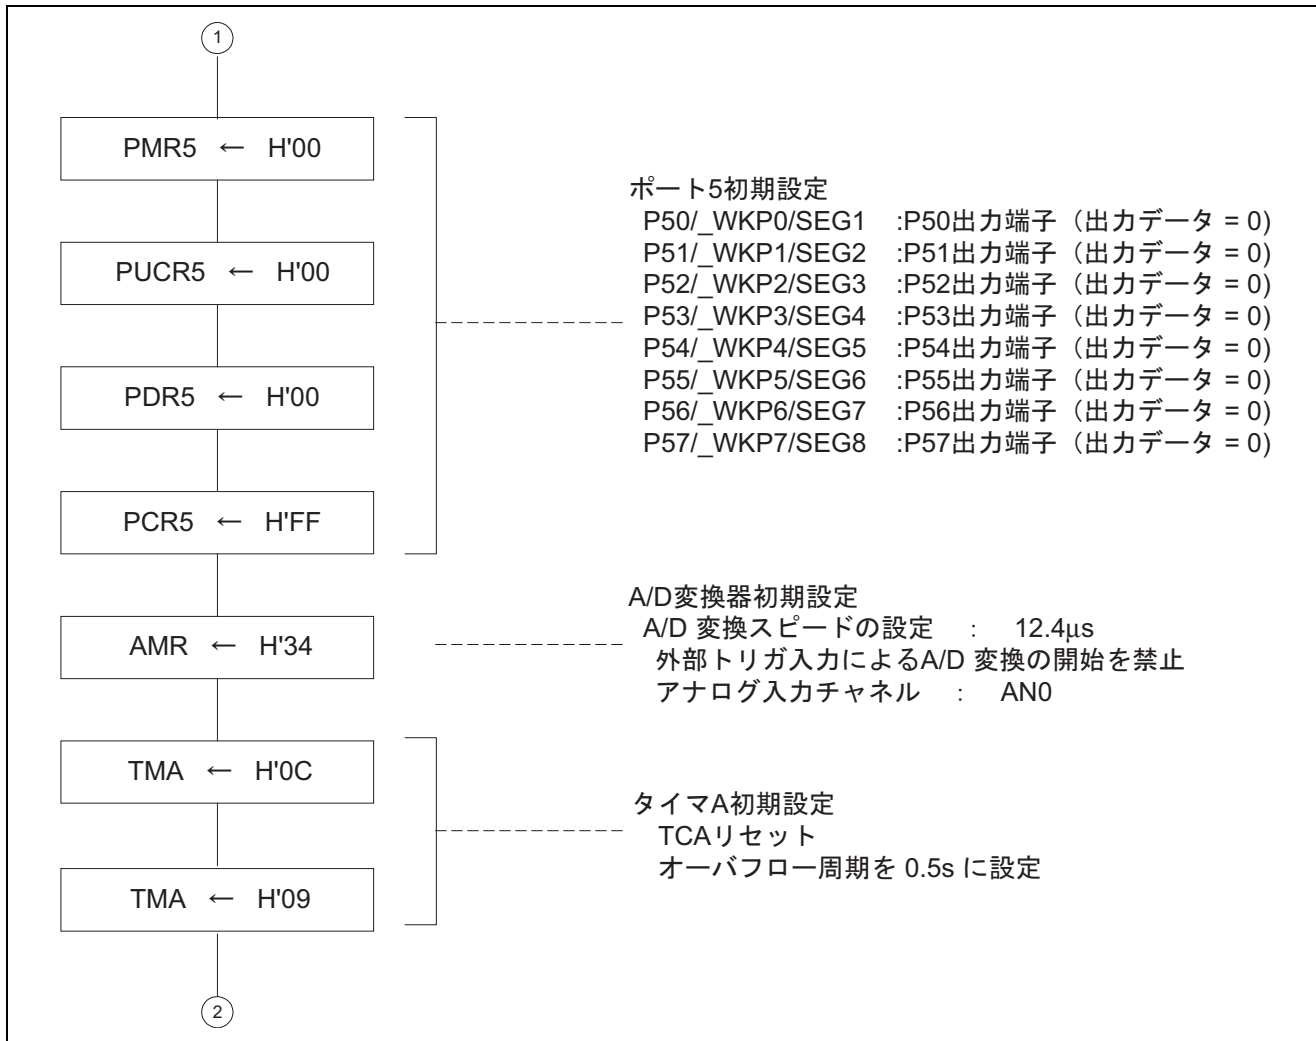 1
PMR5 ← H'00
PUCR5 ← H'00
PDR5 ← H'00
PCR5 ← H'FF
ポート5初期設定
P50/_WKP0/SEG1 :P50出力端子（出力データ = 0)
P51/_WKP1/SEG2 :P51出力端子（出力データ = 0)
P52/_WKP2/SEG3 :P52出力端子（出力データ = 0)
P53/_WKP3/SEG4 :P53出力端子（出力データ = 0)
P54/_WKP4/SEG5 :P54出力端子（出力データ = 0)
P55/_WKP5/SEG6 :P55出力端子（出力データ = 0)
P56/_WKP6/SEG7 :P56出力端子（出力データ = 0)
P57/_WKP7/SEG8 :P57出力端子（出力データ = 0)
AMR ← H'34
A/D変換器初期設定
A/D 変換スピードの設定 : 12.4μs
外部トリガ入力によるA/D 変換の開始を禁止
アナログ入力チャネル : AN0
TMA ← H'0C
TMA ← H'09
タイマA初期設定
TCAリセット
オーバフロー周期を 0.5s に設定
2